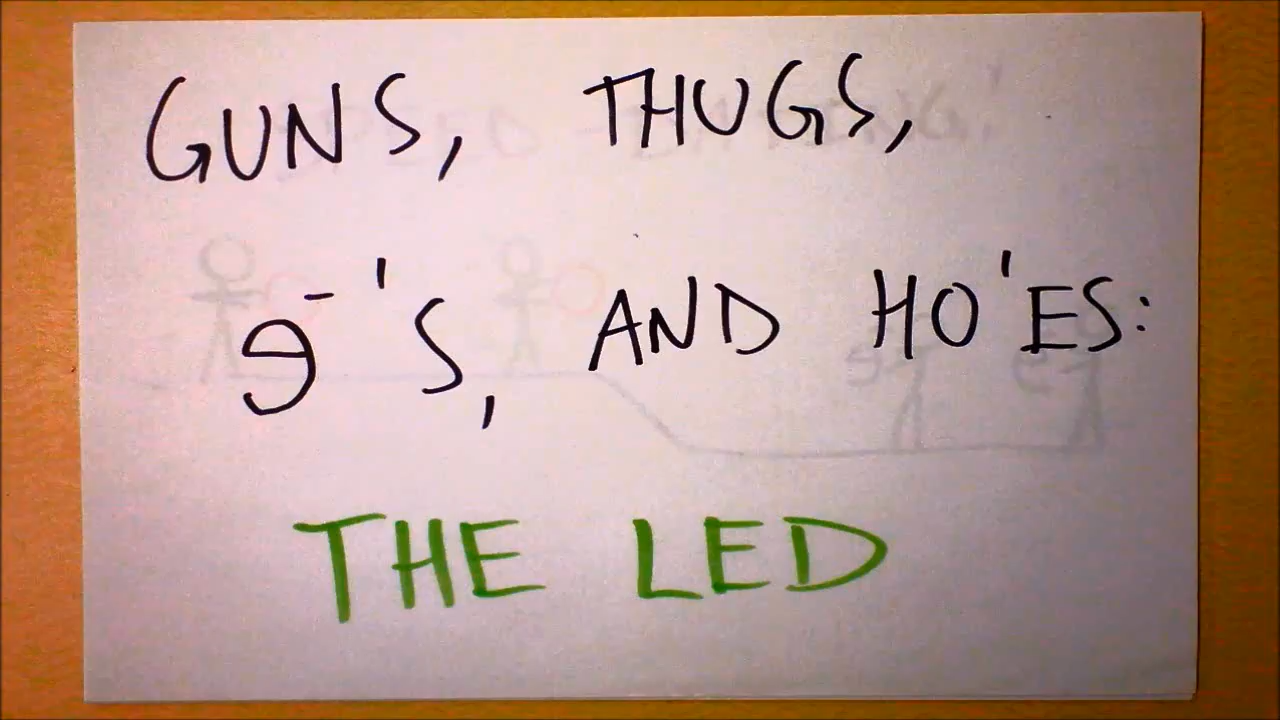 GUNS, THUGS,
e⁻'S, AND HO'ES:
THE LED